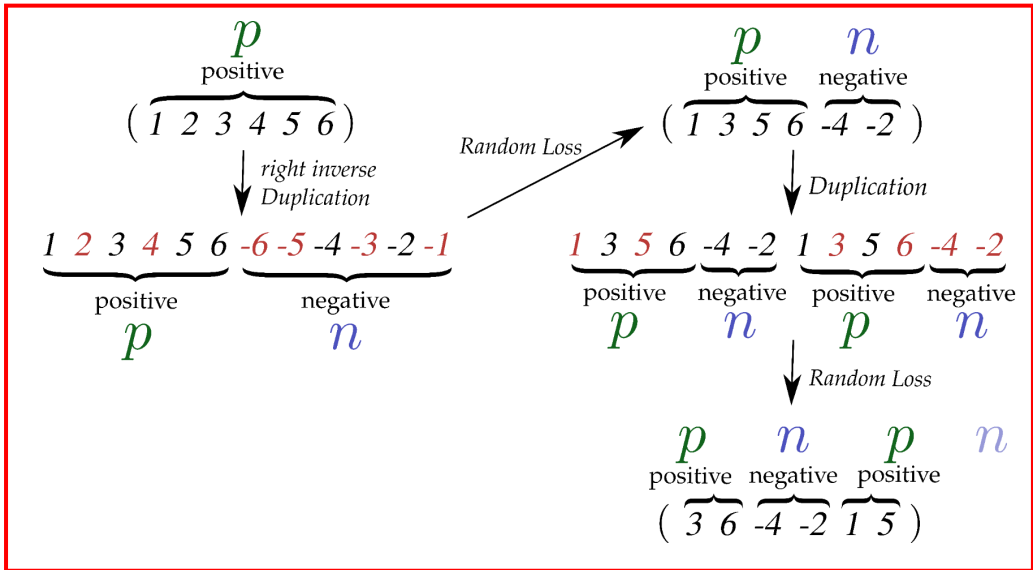 p
positive
( 1 2 3 4 5 6 )
right inverse
Duplication
1 2 3 4 5 6 -6 -5 -4 -3 -2 -1
positive negative
p n
Random Loss
p n
positive negative
( 1 3 5 6 -4 -2 )
Duplication
1 3 5 6 -4 -2 1 3 5 6 -4 -2
positive negative positive negative
p n p n
Random Loss
p n p n
positive negative positive
( 3 6 -4 -2 1 5 )